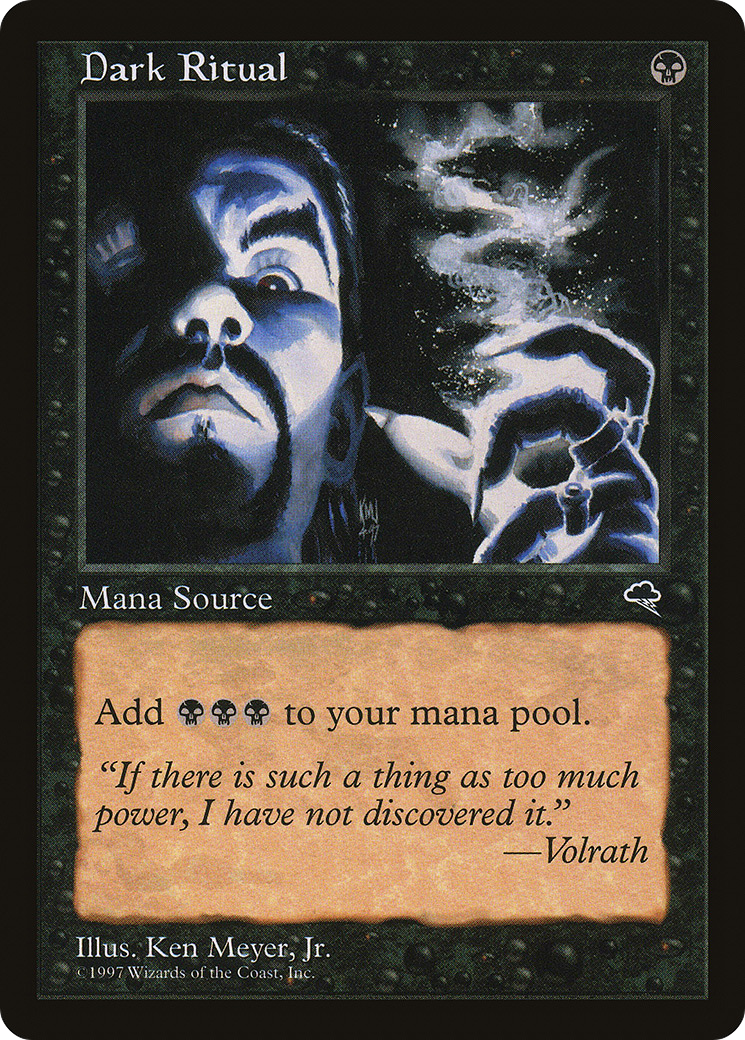 Dark Ritual
Mana Source
Add to your mana pool.
“If there is such a thing as too much
power, I have not discovered it.”
—Volrath
Illus. Ken Meyer, Jr.
©1997 Wizards of the Coast, Inc.